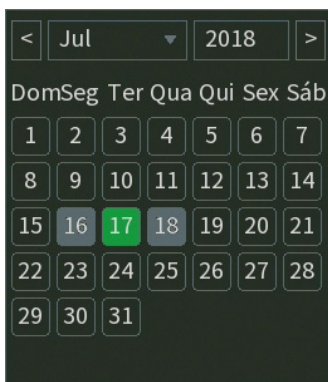 < Jul 2018 >
Dom Seg Ter Qua Qui Sex Sáb
1 2 3 4 5 6 7
8 9 10 11 12 13 14
15 16 17 18 19 20 21
22 23 24 25 26 27 28
29 30 31